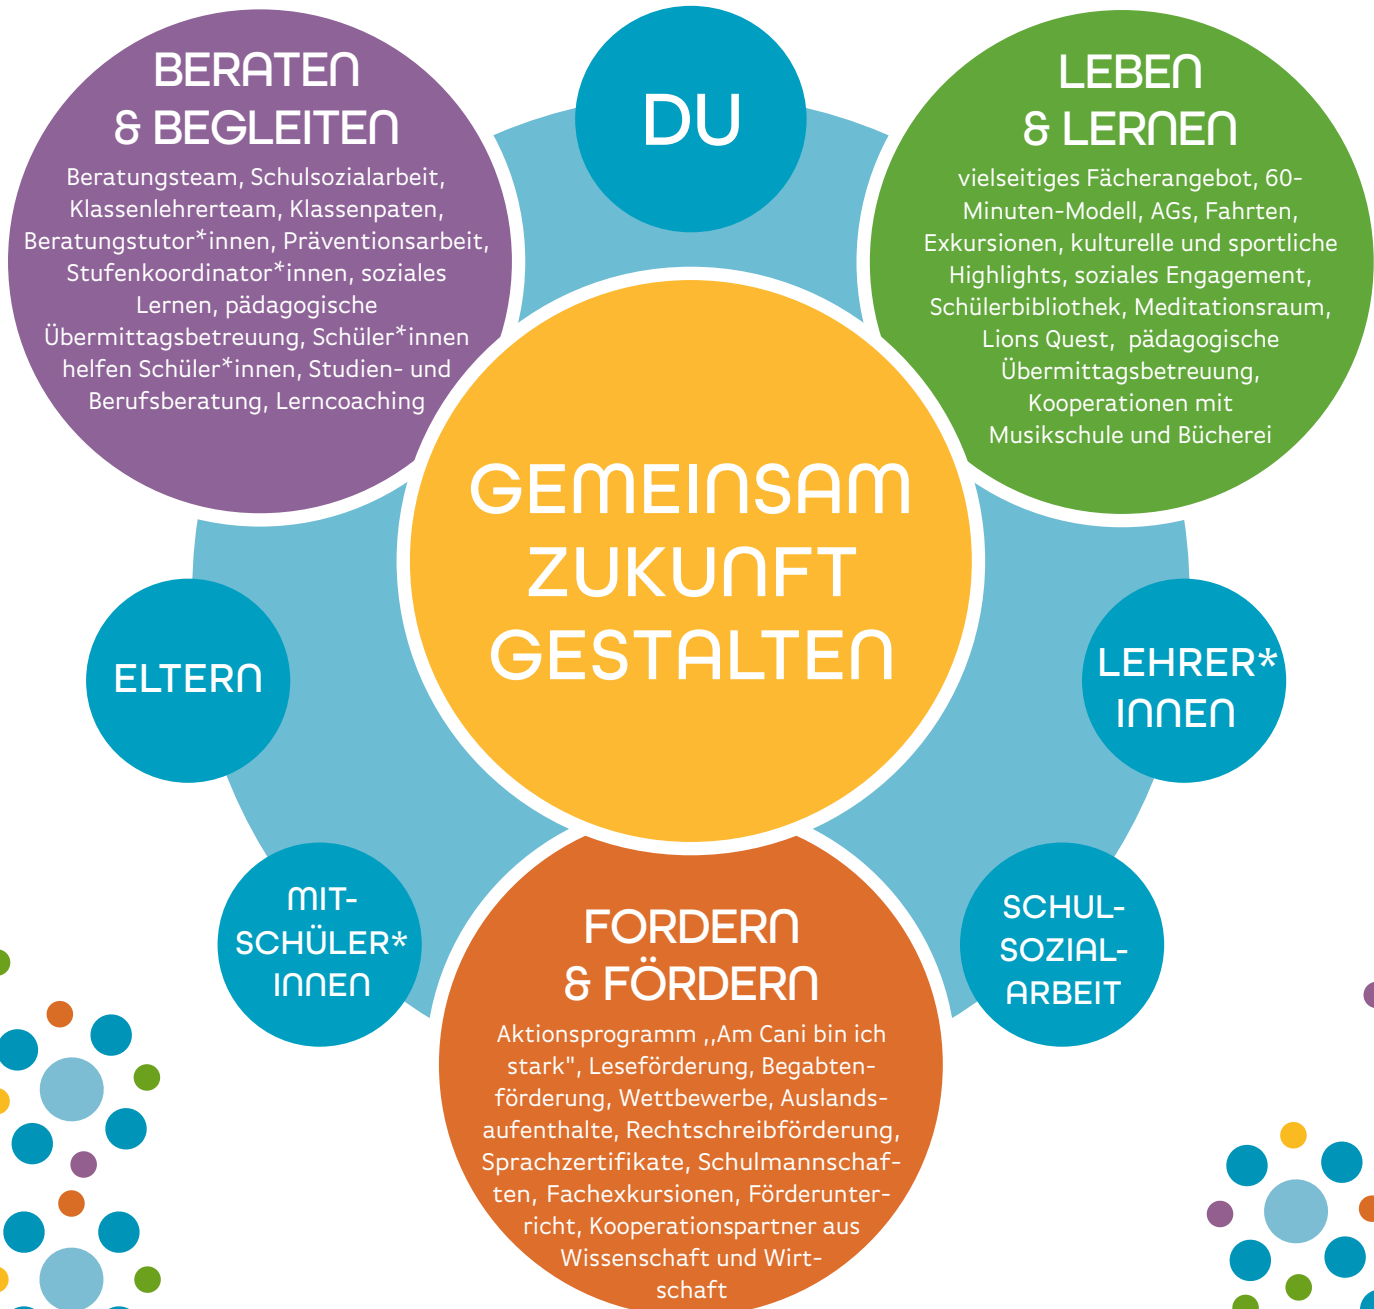 BERATEN
& BEGLEITEN
Beratungsteam, Schulsozialarbeit,
Klassenlehrerteam, Klassenpaten,
Beratungstutor*innen, Präventionsarbeit,
Stufenkoordinator*innen, soziales
Lernen, pädagogische
Übermittagsbetreuung, Schüler*innen
helfen Schüler*innen, Studien- und
Berufsberatung, Lerncoaching
DU
LEBEN
& LERNEN
vielseitiges Fächerangebot, 60-
Minuten-Modell, AGs, Fahrten,
Exkursionen, kulturelle und sportliche
Highlights, soziales Engagement,
Schülerbibliothek, Meditationsraum,
Lions Quest, pädagogische
Übermittagsbetreuung,
Kooperationen mit
Musikschule und Bücherei
GEMEINSAM
ZUKUNFT
GESTALTEN
ELTERN
LEHRER*
INNEN
MIT-
SCHÜLER*
INNEN
SCHUL-
SOZIAL-
ARBEIT
FORDERN
& FÖRDERN
Aktionsprogramm ,,Am Cani bin ich
stark", Leseförderung, Begabten-
förderung, Wettbewerbe, Auslands-
aufenthalte, Rechtschreibförderung,
Sprachzertifikate, Schulmannschaf-
ten, Fachexkursionen, Förderunter-
richt, Kooperationspartner aus
Wissenschaft und Wirt-
schaft